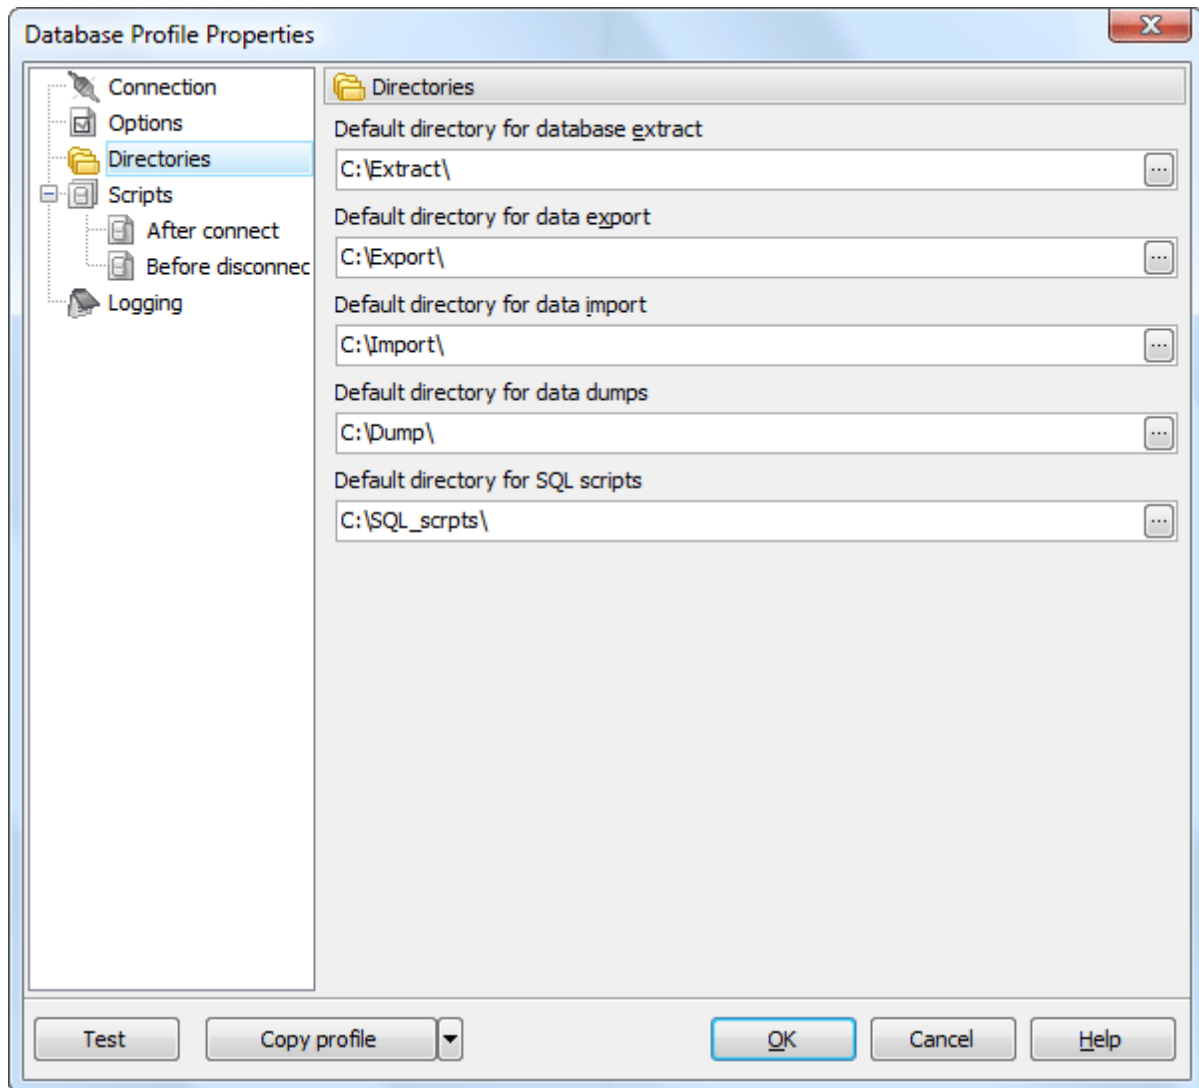 Database Profile Properties
Connection
Options
Directories
Scripts
After connect
Before disconnec
Logging
Directories
Default directory for database extract
C:\Extract\
...
Default directory for data export
C:\Export\
...
Default directory for data import
C:\Import\
...
Default directory for data dumps
C:\Dump\
...
Default directory for SQL scripts
C:\SQL_scrpts\
...
Test
Copy profile
OK
Cancel
Help